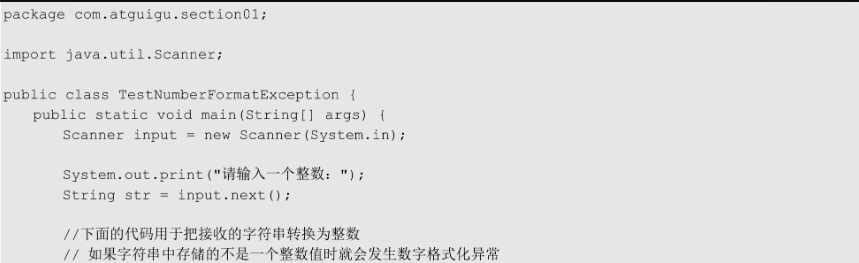 package com.atguigu.section01;
import java.util.Scanner;
public class TestNumberFormatException {
public static void main(String[] args) {
Scanner input = new Scanner(System.in);
System.out.print("请输入一个整数：");
String str = input.next();
//下面的代码用于把接收的字符串转换为整数
// 如果字符串中存储的不是一个整数值时就会发生数字格式化异常